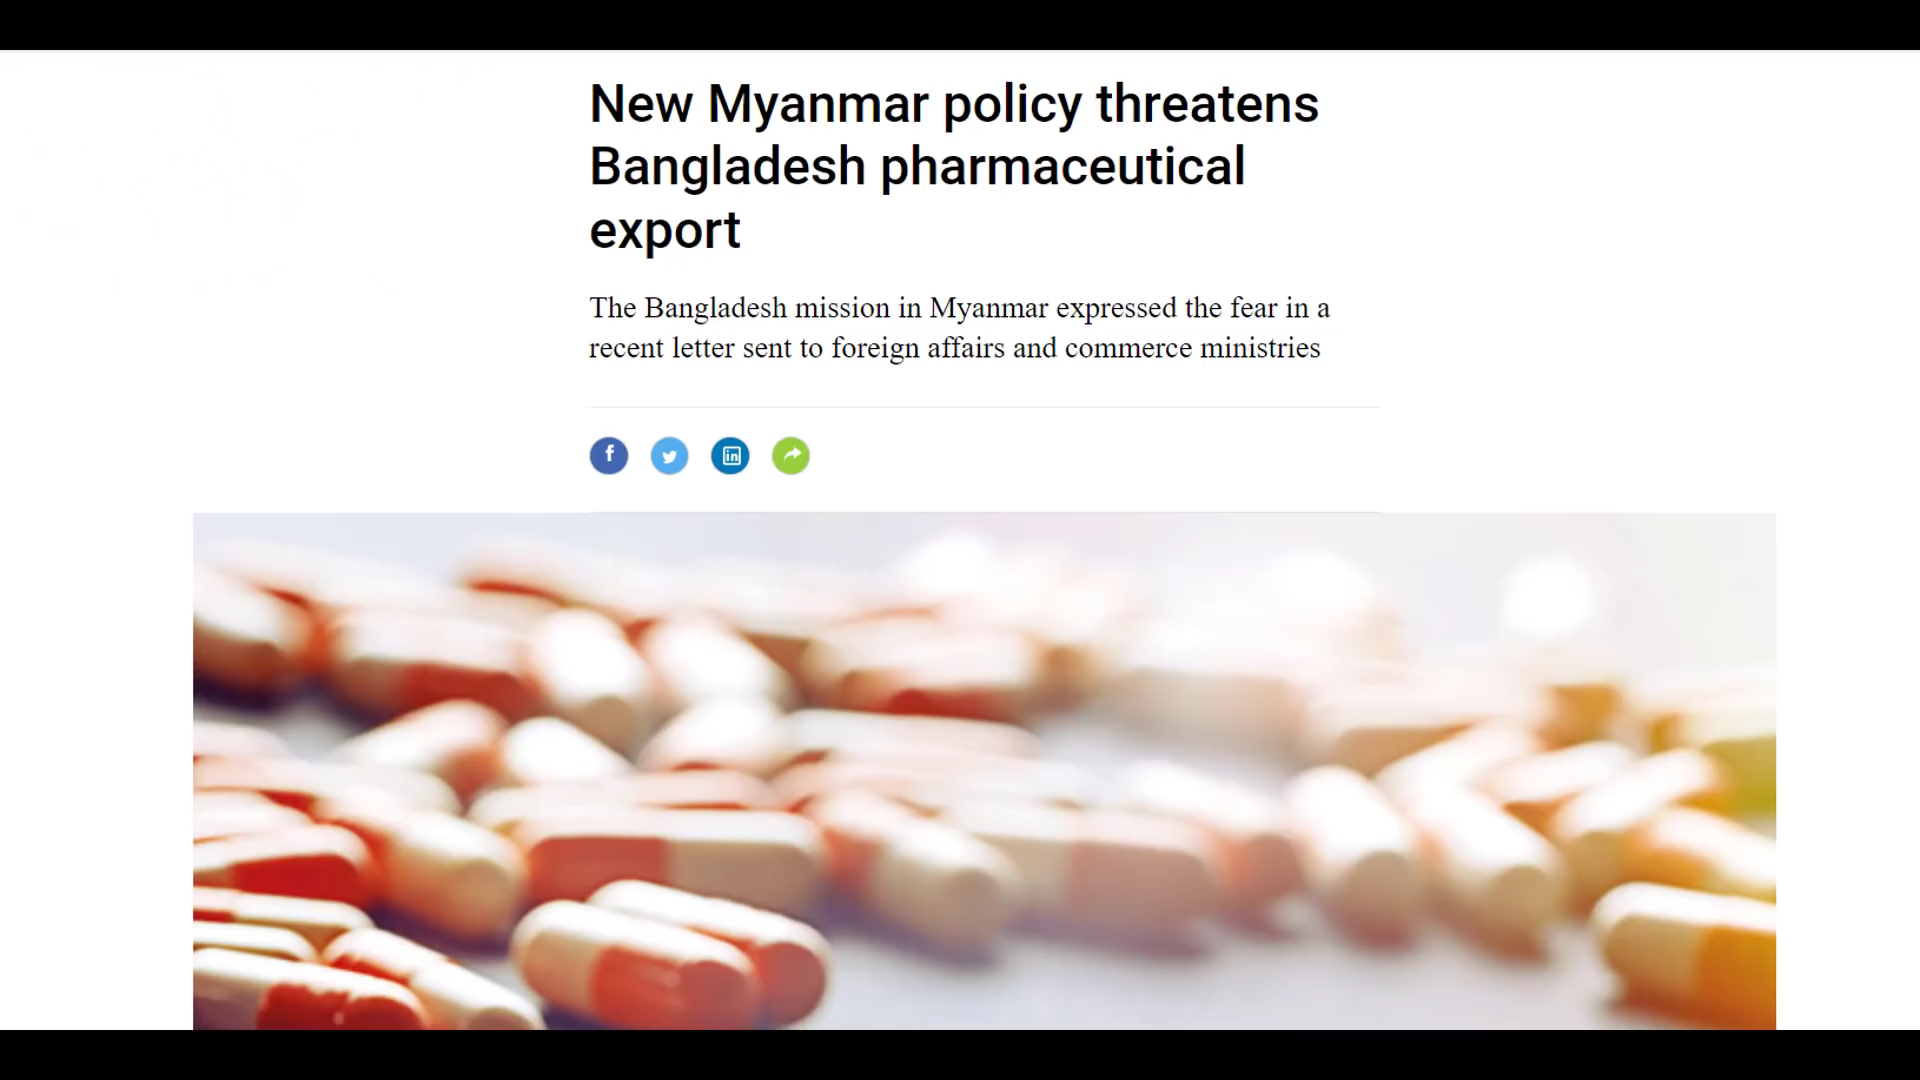 New Myanmar policy threatens
Bangladesh pharmaceutical
export
The Bangladesh mission in Myanmar expressed the fear in a
recent letter sent to foreign affairs and commerce ministries